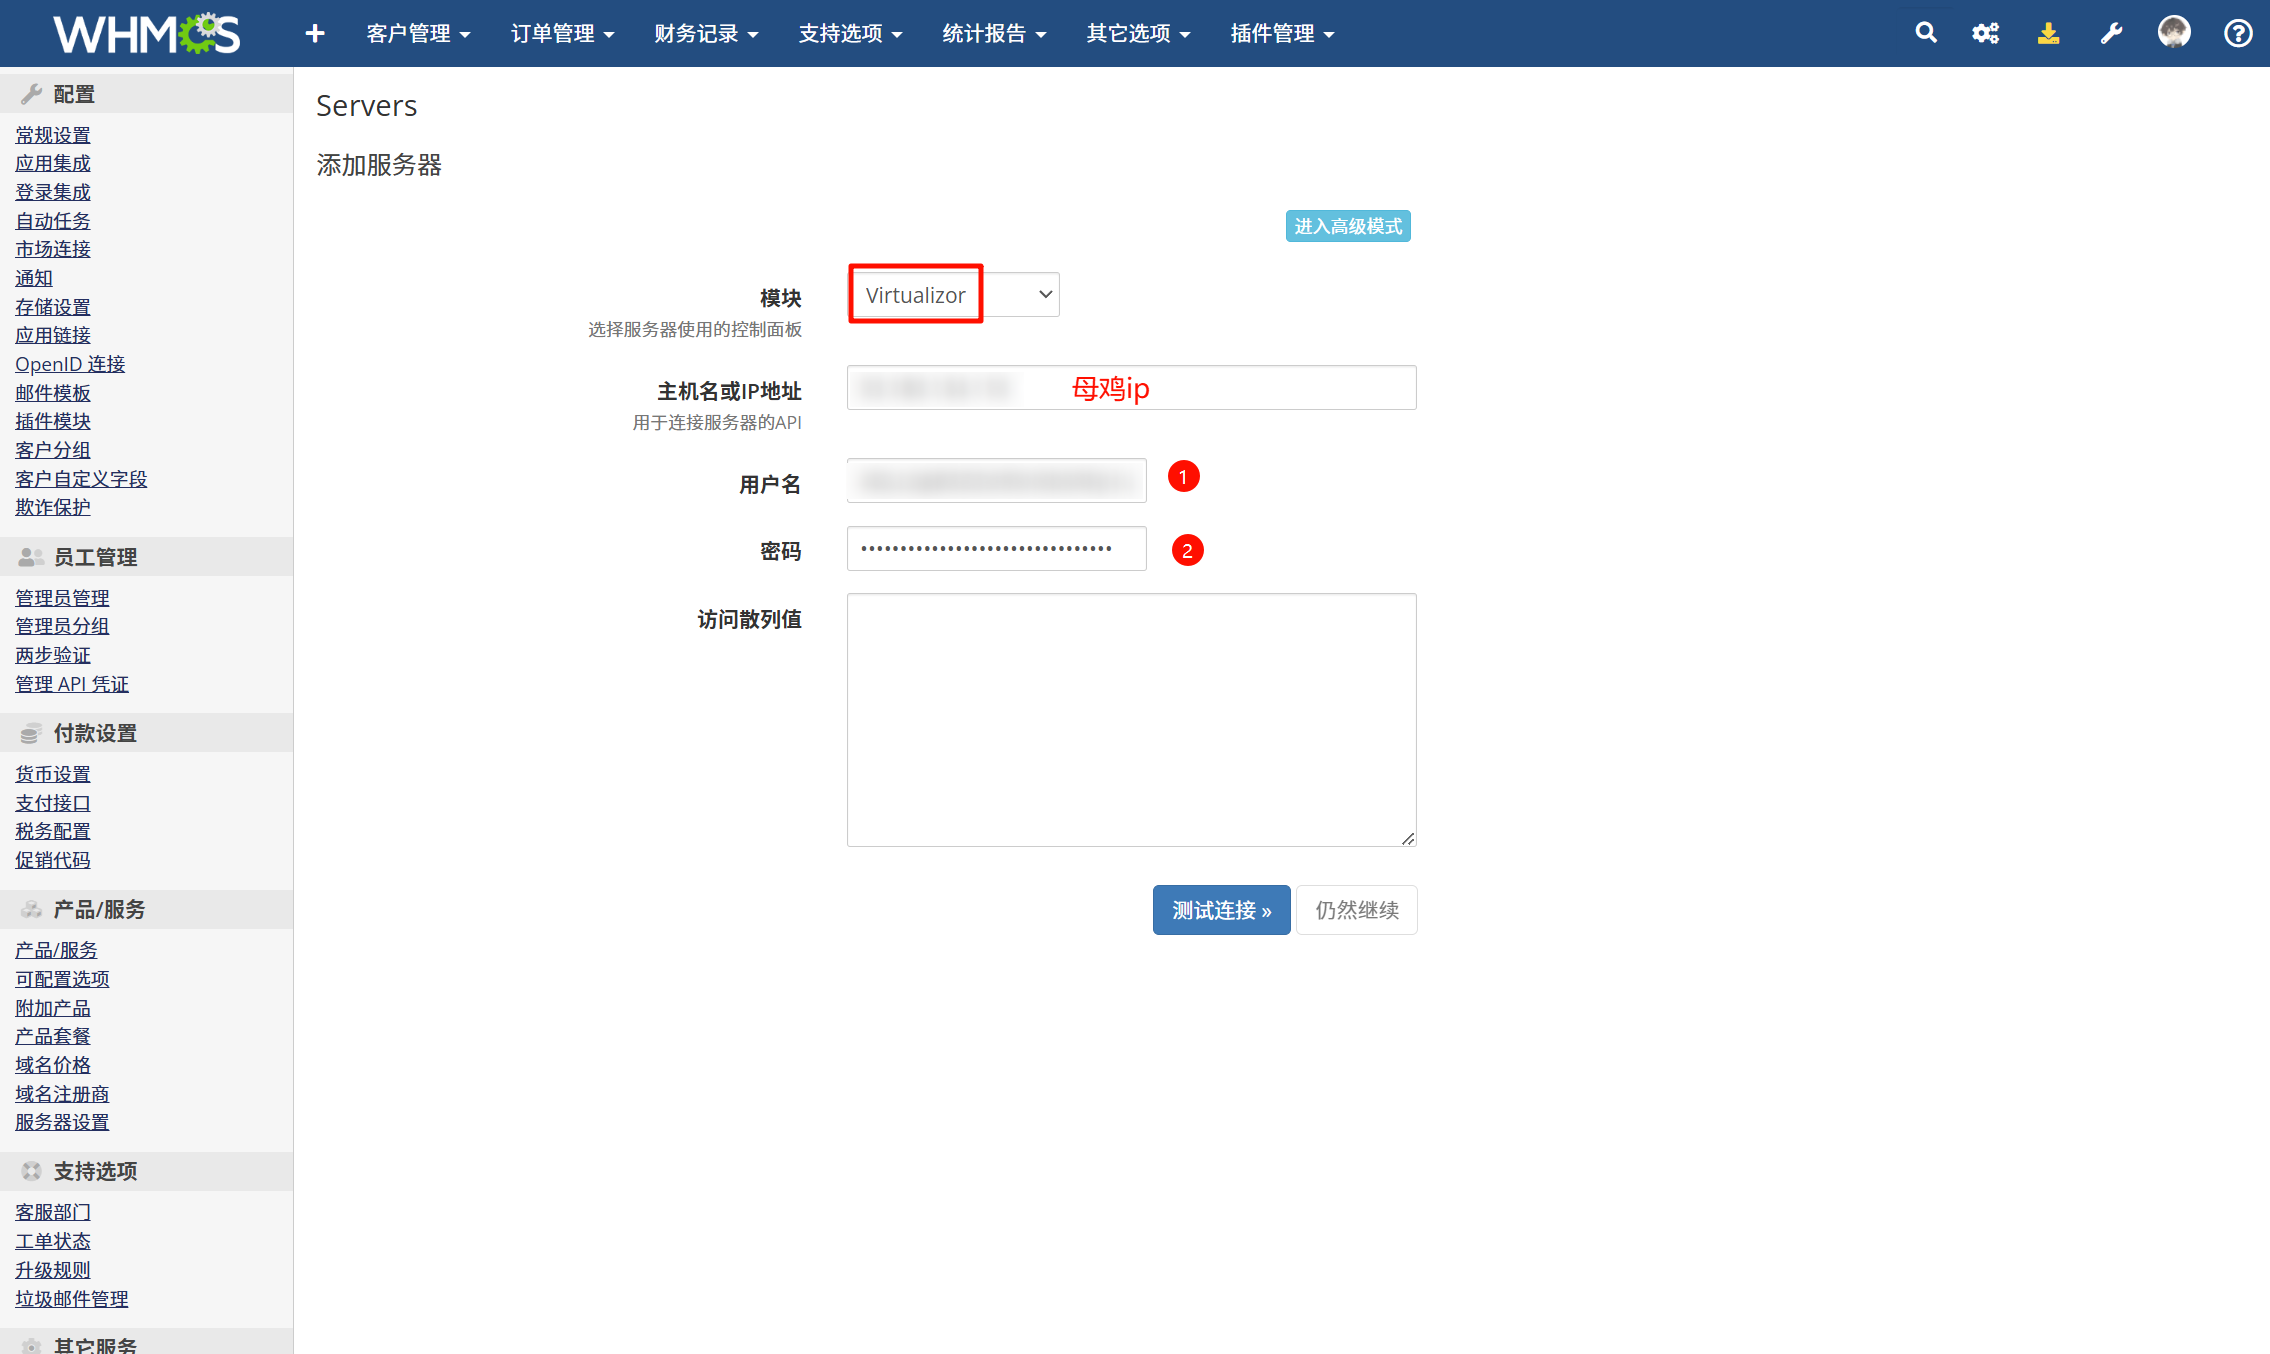 WHMCS
客户管理
订单管理
财务记录
支持选项
统计报告
其它选项
插件管理
配置
常规设置
应用集成
登录集成
自动任务
市场连接
通知
存储设置
应用链接
OpenID 连接
邮件模板
插件模块
客户分组
客户自定义字段
欺诈保护
员工管理
管理员管理
管理员分组
两步验证
管理 API 凭证
付款设置
货币设置
支付接口
税务配置
促销代码
产品/服务
产品/服务
可配置选项
附加产品
产品套餐
域名价格
域名注册商
服务器设置
支持选项
客服部门
工单状态
升级规则
垃圾邮件管理
其它服务
Servers
添加服务器
进入高级模式
模块
选择服务器使用的控制面板
Virtualizor
主机名或IP地址
用于连接服务器的API
母鸡ip
用户名
1
密码
••••••••••••••••••••••••••••••••
2
访问散列值
测试连接 »
仍然继续